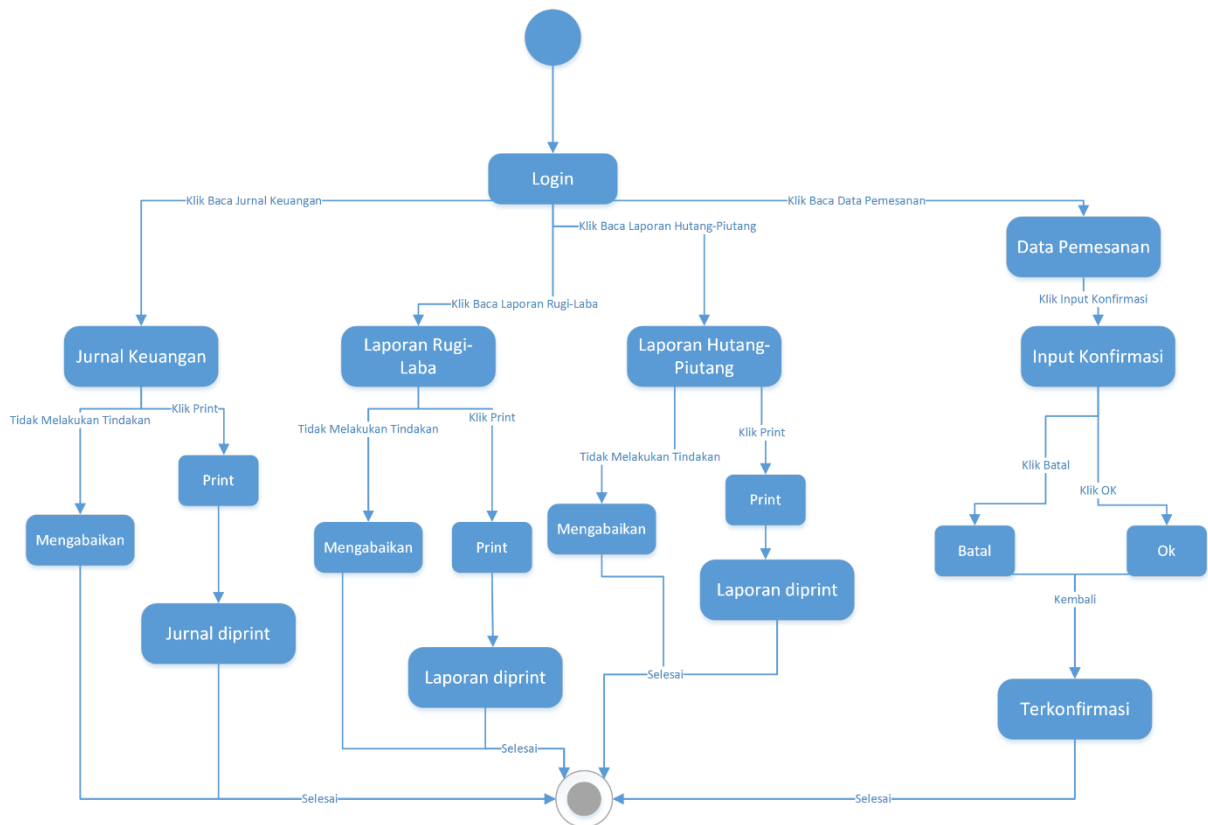 Login
Klik Baca Jurnal Keuangan
Klik Baca Data Pemesanan
Klik Baca Laporan Hutang-Piutang
Data Pemesanan
Klik Baca Laporan Rugi-Laba
Klik Input Konfirmasi
Jurnal Keuangan
Laporan Rugi-
Laba
Laporan Hutang-
Piutang
Input Konfirmasi
Tidak Melakukan Tindakan
Klik Print
Tidak Melakukan Tindakan
Klik Print
Tidak Melakukan Tindakan
Klik Print
Klik Batal
Klik OK
Print
Print
Mengabaikan
Mengabaikan
Print
Mengabaikan
Batal
Ok
Laporan diprint
Kembali
Jurnal diprint
Laporan diprint
Selesai
Terkonfirmasi
Selesai
Selesai
Selesai